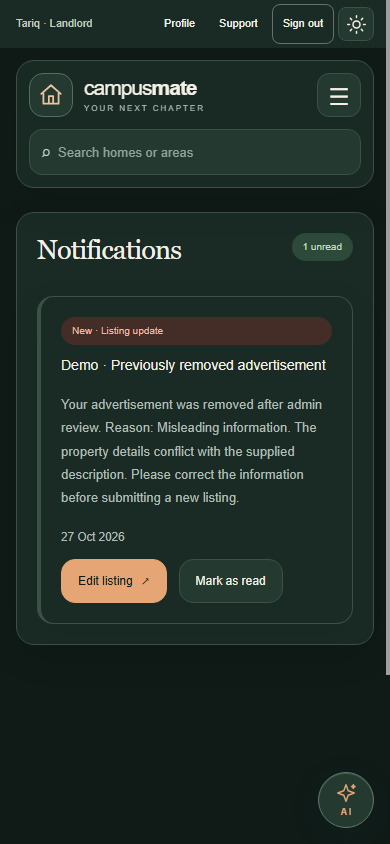 Tariq · Landlord Profile Support Sign out
campusmate
YOUR NEXT CHAPTER
Search homes or areas
Notifications
1 unread
New · Listing update
Demo · Previously removed advertisement
Your advertisement was removed after admin
review. Reason: Misleading information. The
property details conflict with the supplied
description. Please correct the information
before submitting a new listing.
27 Oct 2026
Edit listing ↗ Mark as read
AI